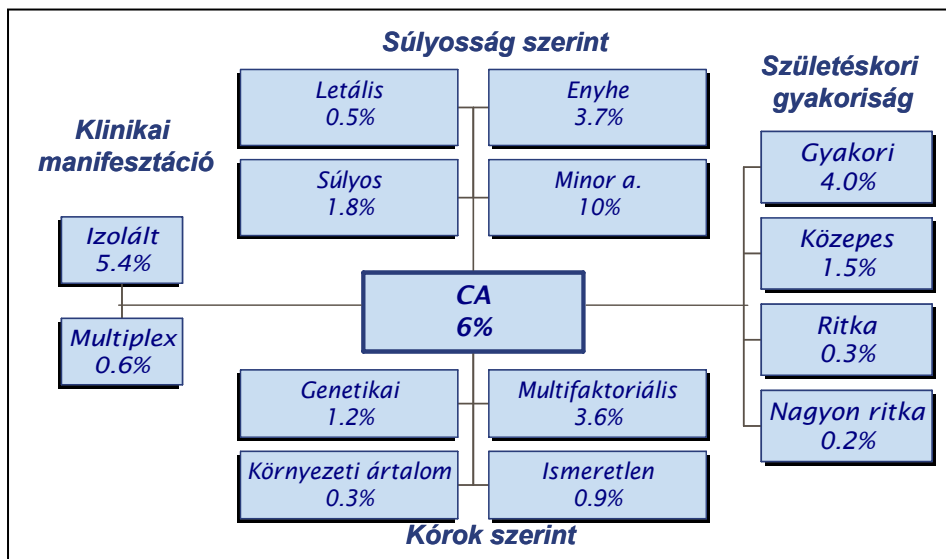 Súlyosság szerint
Letális
0.5%
Enyhe
3.7%
Súlyos
1.8%
Minor a.
10%
Klinikai
manifesztáció
Izolált
5.4%
Multiplex
0.6%
CA
6%
Születéskori
gyakoriság
Gyakori
4.0%
Közepes
1.5%
Ritka
0.3%
Nagyon ritka
0.2%
Genetikai
1.2%
Multifaktoriális
3.6%
Környezeti ártalom
0.3%
Ismeretlen
0.9%
Kórok szerint